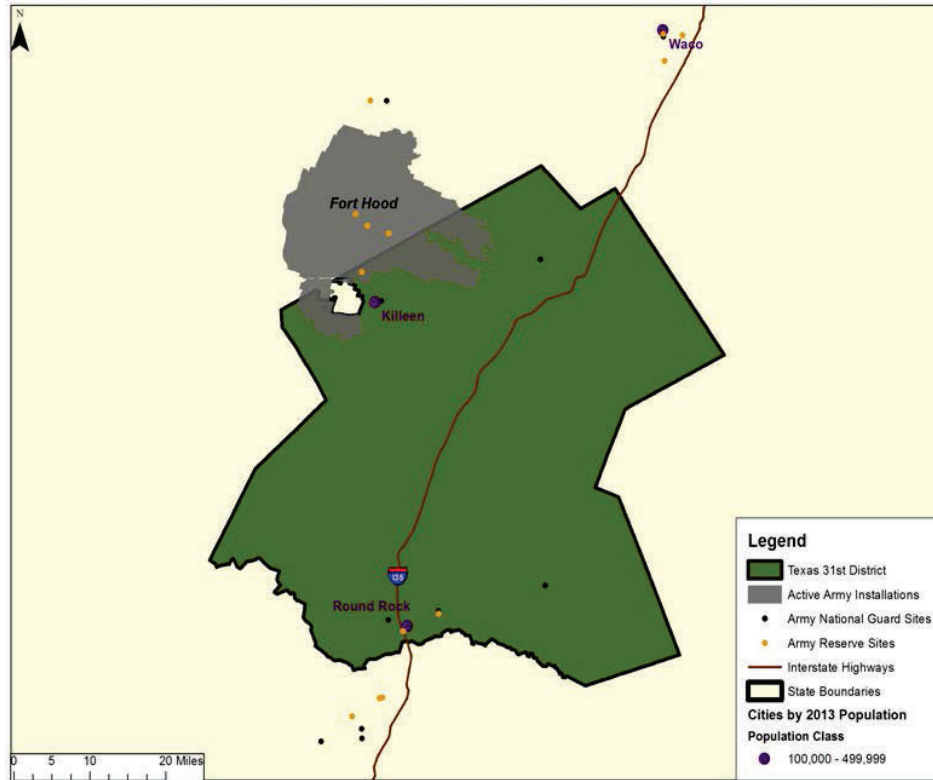 N
Waco
Fort Hood
Killeen
I35
Round Rock
Legend
Texas 31st District
Active Army Installations
Army National Guard Sites
Army Reserve Sites
Interstate Highways
State Boundaries
Cities by 2013 Population
Population Class
100,000 - 499,999
0 5 10 20 Miles